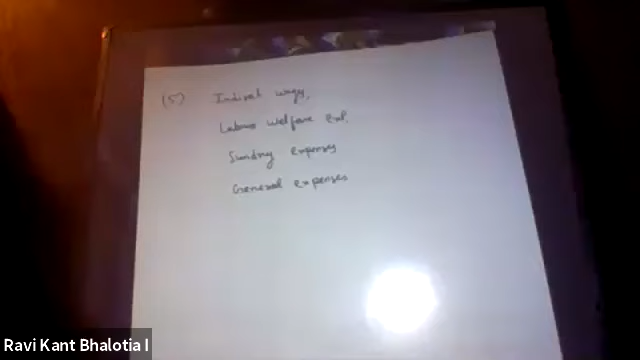 (5) Indirect wages,
Labour welfare exp,
Sundry expenses
General expenses
Ravi Kant Bhalotia I